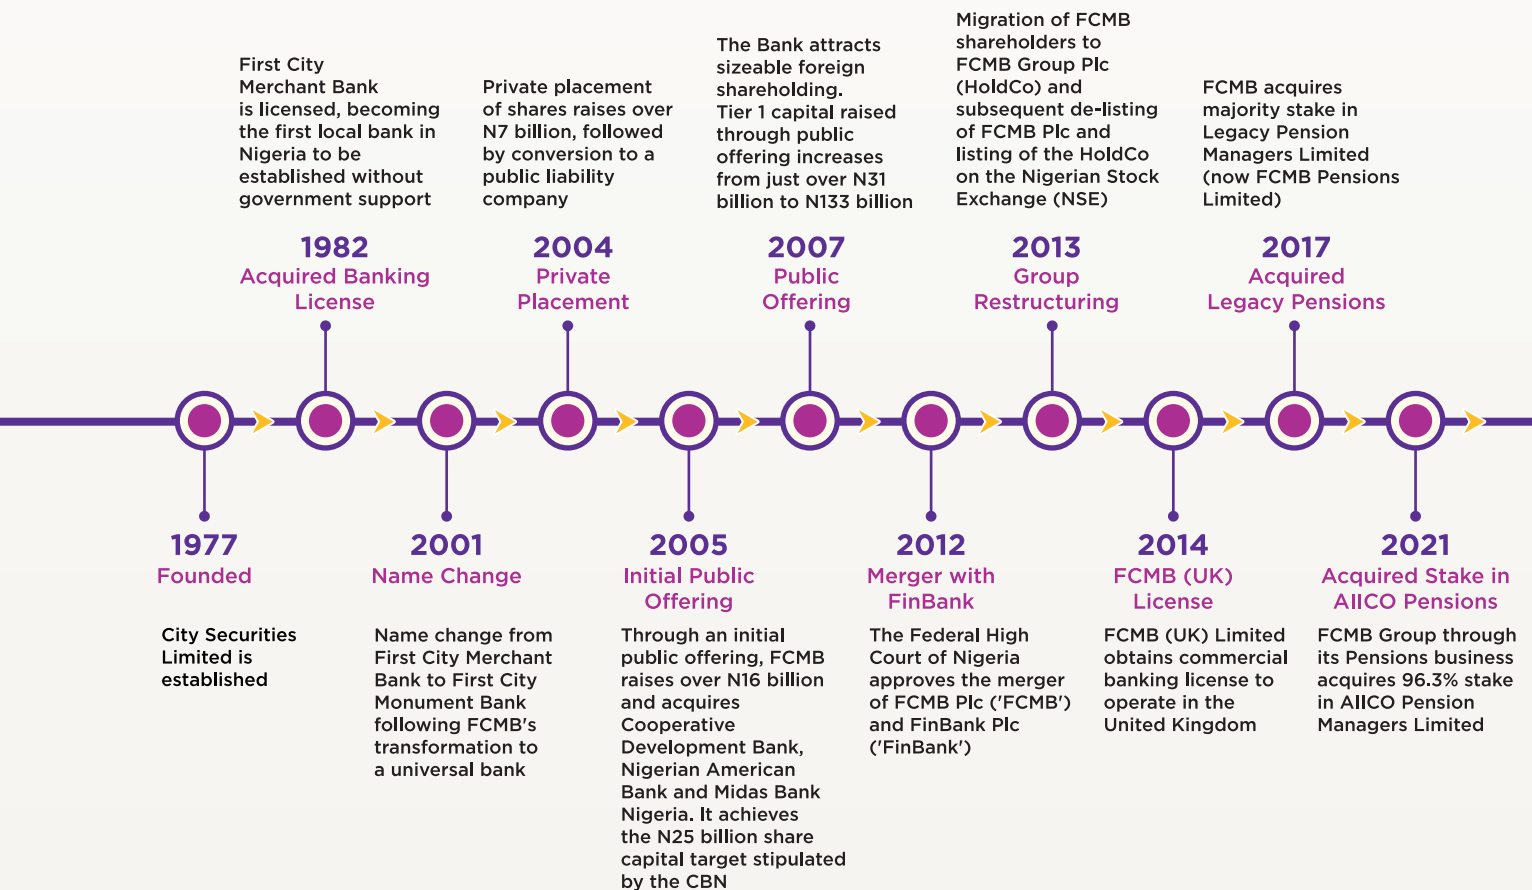 First City
Merchant Bank
is licensed, becoming
the first local bank in
Nigeria to be
established without
government support
1982
Acquired Banking
License
Private placement
of shares raises over
N7 billion, followed
by conversion to a
public liability
company
2004
Private
Placement
The Bank attracts
sizeable foreign
shareholding.
Tier 1 capital raised
through public
offering increases
from just over N31
billion to N133 billion
2007
Public
Offering
Migration of FCMB
shareholders to
FCMB Group Plc
(HoldCo) and
subsequent de-listing
of FCMB Plc and
listing of the HoldCo
on the Nigerian Stock
Exchange (NSE)
2013
Group
Restructuring
FCMB acquires
majority stake in
Legacy Pension
Managers Limited
(now FCMB Pensions
Limited)
2017
Acquired
Legacy Pensions
1977
Founded
City Securities
Limited is
established
2001
Name Change
Name change from
First City Merchant
Bank to First City
Monument Bank
following FCMB's
transformation to
a universal bank
2005
Initial Public
Offering
Through an initial
public offering, FCMB
raises over N16 billion
and acquires
Cooperative
Development Bank,
Nigerian American
Bank and Midas Bank
Nigeria. It achieves
the N25 billion share
capital target stipulated
by the CBN
2012
Merger with
FinBank
The Federal High
Court of Nigeria
approves the merger
of FCMB Plc ('FCMB')
and FinBank Plc
('FinBank')
2014
FCMB (UK)
License
FCMB (UK) Limited
obtains commercial
banking license to
operate in the
United Kingdom
2021
Acquired Stake in
AIICO Pensions
FCMB Group through
its Pensions business
acquires 96.3% stake
in AIICO Pension
Managers Limited